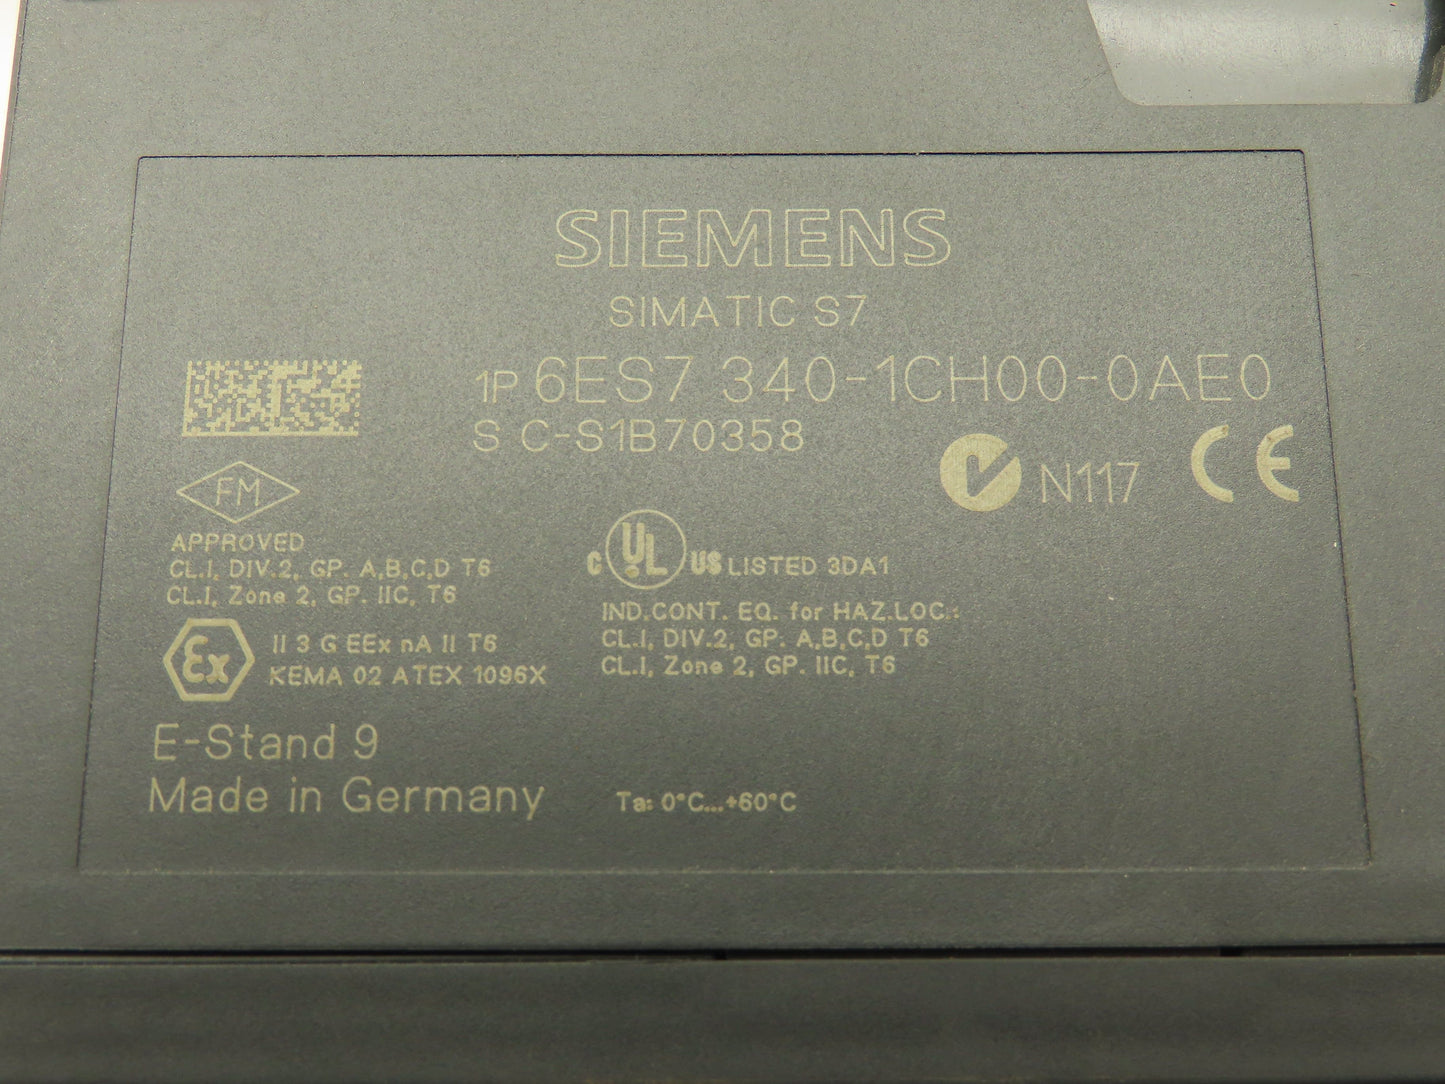 SIEMENS
SIMATIC S7
1P 6ES7 340-1CH00-0AE0
S C-S1B70358
N117 CE
FM
APPROVED
CL.I, DIV.2, GP. A,B,C,D T6
CL.I, Zone 2, GP. IIC, T6
C UL US LISTED 3DA1
IND.CONT. EQ. for HAZ.LOC.:
CL.I, DIV.2, GP. A,B,C,D T6
CL.I, Zone 2, GP. IIC, T6
Ex II 3 G EEx nA II T6
KEMA 02 ATEX 1096X
E-Stand 9
Made in Germany
Ta: 0°C...+60°C